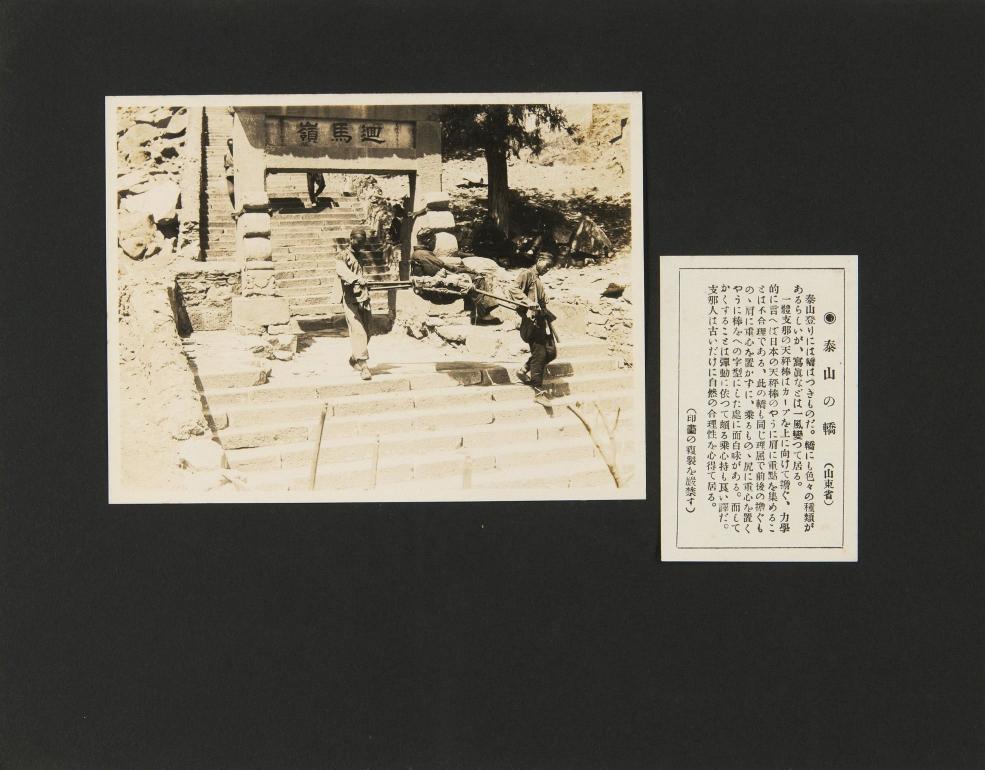 迴馬嶺
◉泰山の轎（山東省）
泰山登りには轎はつきものだ。轎にも色々の種類が
あるらしいが、寫眞などは一風變つて居る。
一體支那の天秤棒はカーブを上に向けて擔ぐ、力學
的に言へば日本の天秤棒のやうに肩に重點を集めるこ
とは不合理である、此の轎も同じ理屈で前後の擔ぐも
のゝ肩に重心を置かずに、乘るものゝ尻に重心を置く
やうに棒をへの字型にした處に面白味がある。而して
かくすることは彈動に依つて頗る乘心持も良い譯だ。
支那人は古いだけに自然の合理性を心得て居る。
（印畫の複製を嚴禁す）